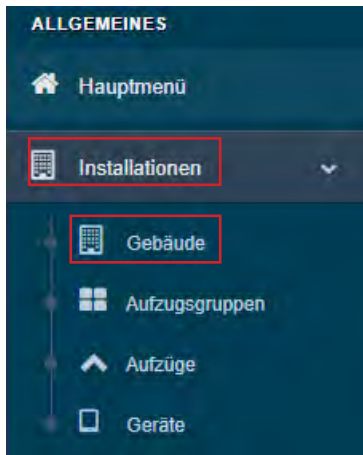 ALLGEMEINES
Hauptmenü
Installationen
Gebäude
Aufzugsgruppen
Aufzüge
Geräte